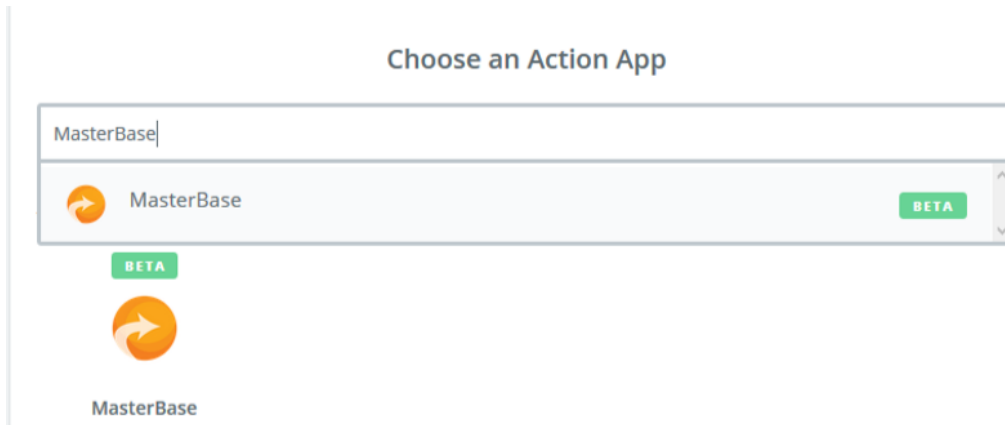 Choose an Action App
MasterBase
MasterBase BETA
BETA
MasterBase